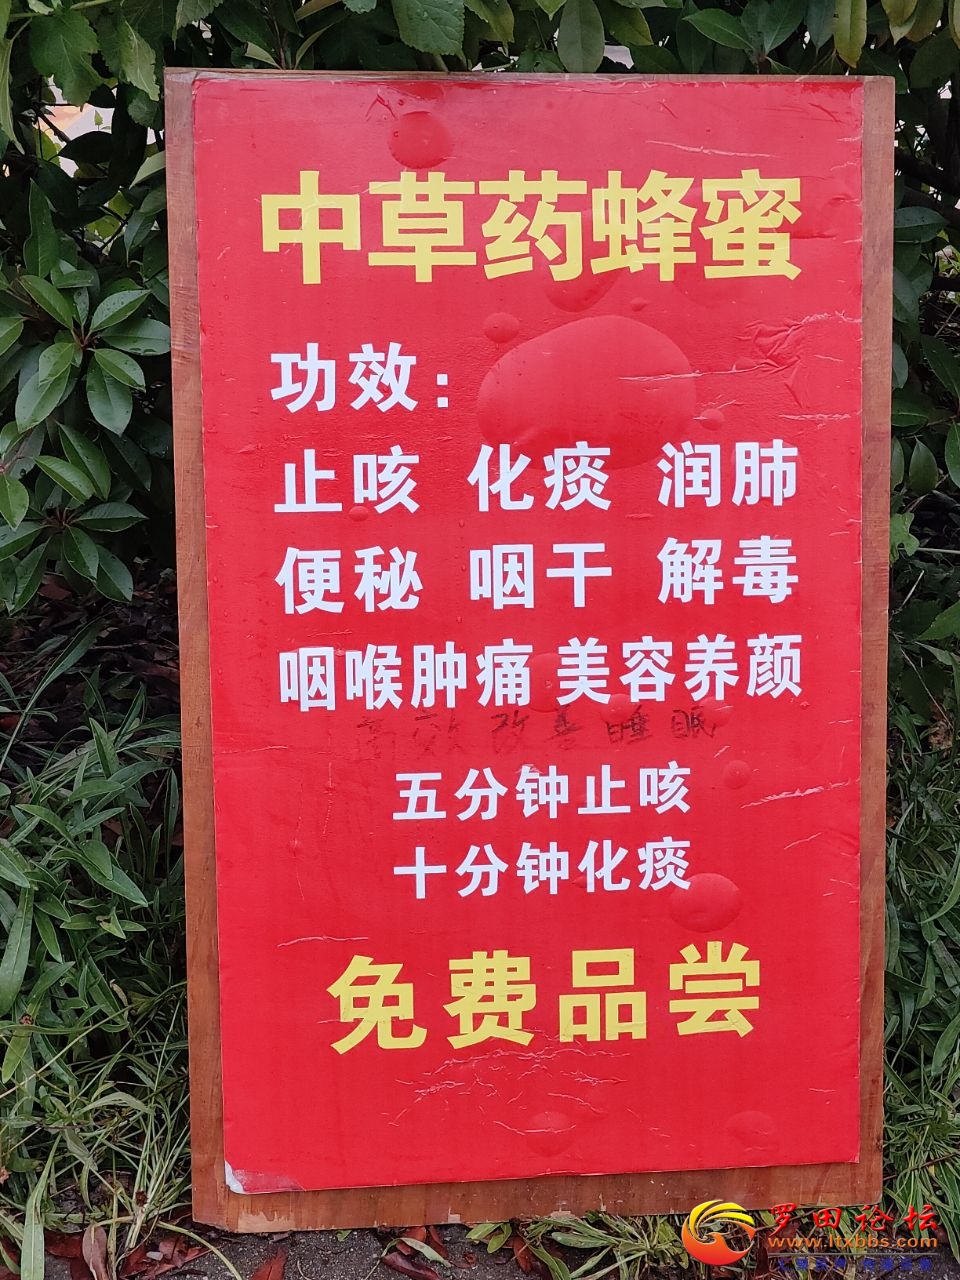 中草药蜂蜜
功效：
止咳 化痰 润肺
便秘 咽干 解毒
咽喉肿痛 美容养颜
高效改善睡眠
五分钟止咳
十分钟化痰
免费品尝
罗田论坛
www.ltxbbs.com